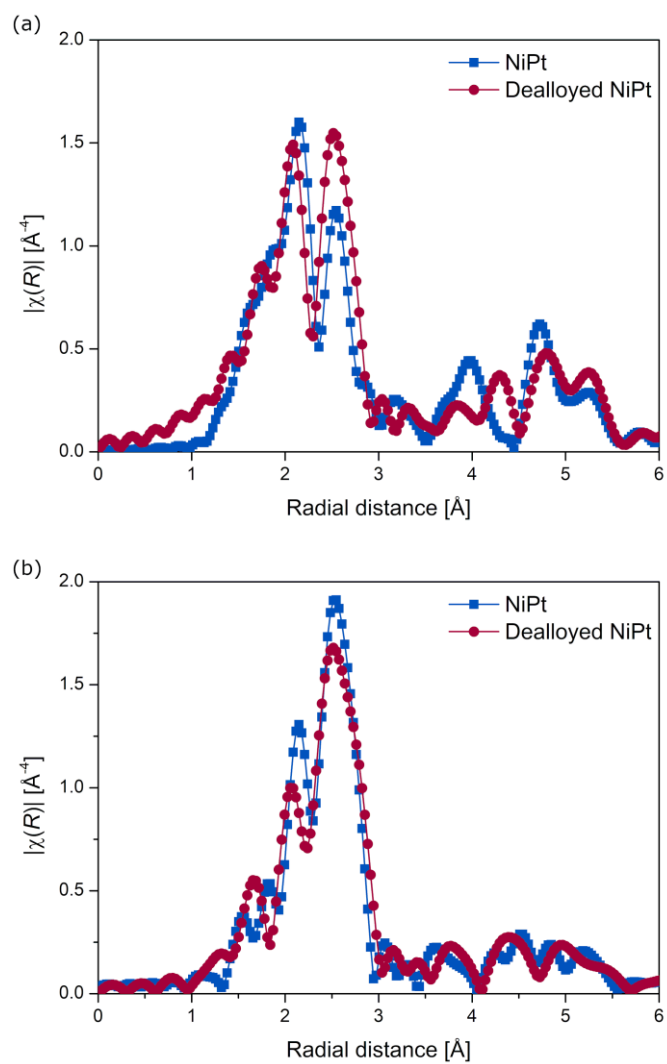 (a)
2.0
NiPt
Dealloyed NiPt
1.5
|χ(R)| [Å⁻⁴]
1.0
0.5
0.0
0 1 2 3 4 5 6
Radial distance [Å]
(b)
2.0
NiPt
Dealloyed NiPt
1.5
|χ(R)| [Å⁻⁴]
1.0
0.5
0.0
0 1 2 3 4 5 6
Radial distance [Å]